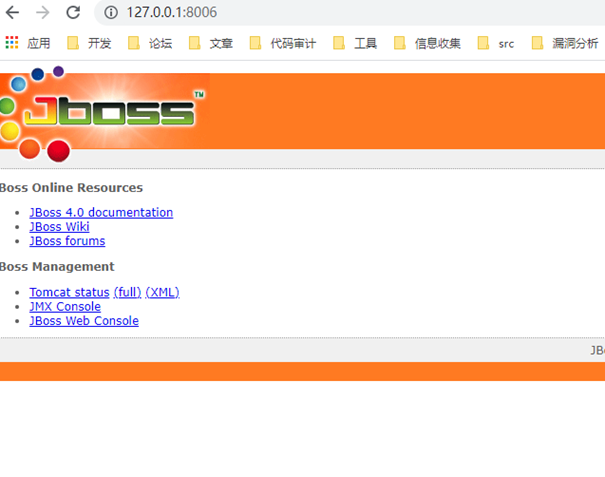 127.0.0.1:8006
应用 开发 论坛 文章 代码审计 工具 信息收集 src 漏洞分析
Jboss TM
Boss Online Resources
JBoss 4.0 documentation
JBoss Wiki
JBoss forums
Boss Management
Tomcat status (full) (XML)
JMX Console
JBoss Web Console
JB